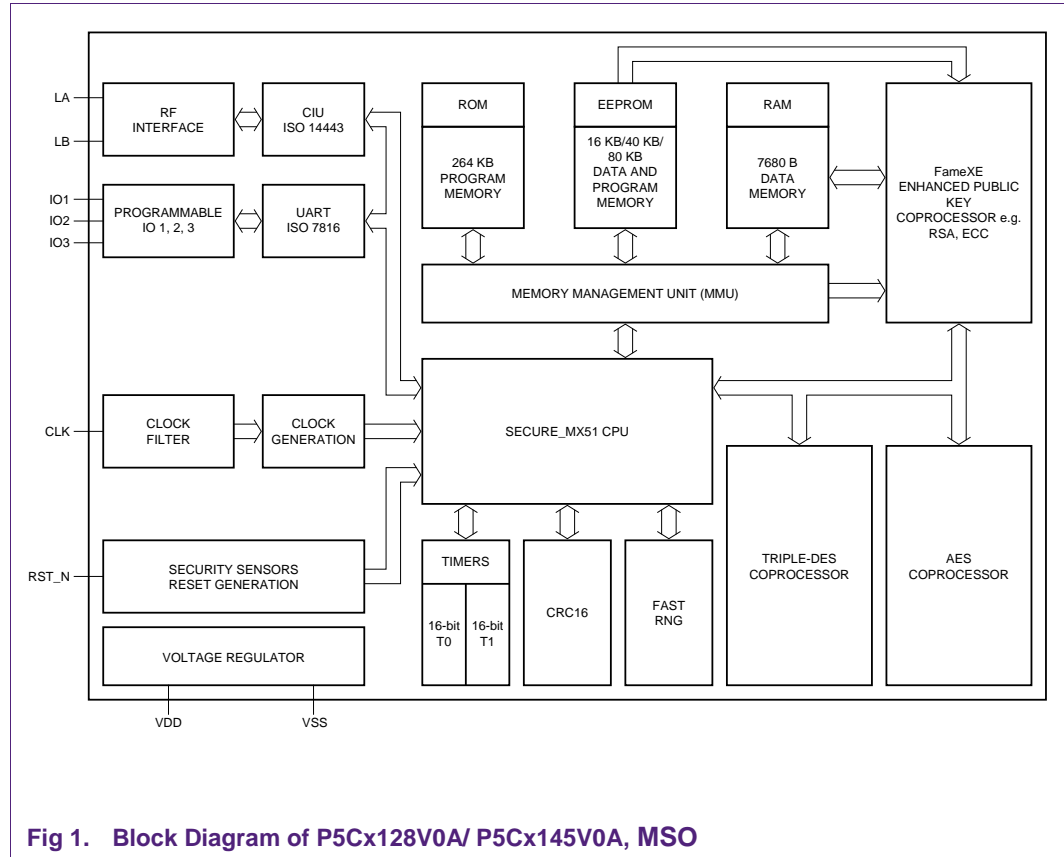 LA
LB
RF
INTERFACE
CIU
ISO 14443
IO1
IO2
IO3
PROGRAMMABLE
IO 1, 2, 3
UART
ISO 7816
ROM
264 KB
PROGRAM
MEMORY
EEPROM
16 KB/40 KB/
80 KB
DATA AND
PROGRAM
MEMORY
RAM
7680 B
DATA
MEMORY
FameXE
ENHANCED PUBLIC
KEY
COPROCESSOR e.g.
RSA, ECC
MEMORY MANAGEMENT UNIT (MMU)
CLK
CLOCK
FILTER
CLOCK
GENERATION
SECURE_MX51 CPU
RST_N
SECURITY SENSORS
RESET GENERATION
TIMERS
16-bit
T0
16-bit
T1
CRC16
FAST
RNG
TRIPLE-DES
COPROCESSOR
AES
COPROCESSOR
VOLTAGE REGULATOR
VDD
VSS
Fig 1. Block Diagram of P5Cx128V0A/ P5Cx145V0A, MSO